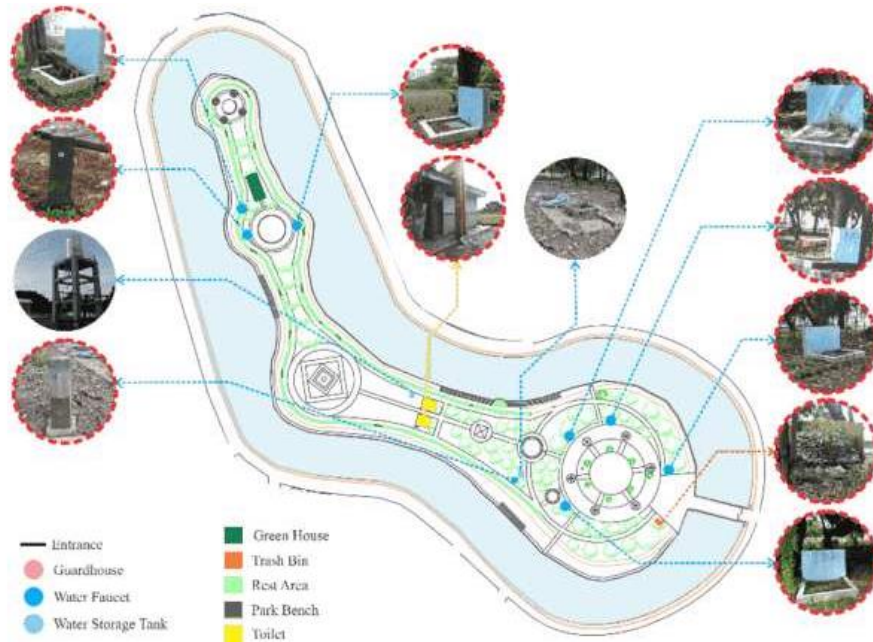 Entrance
Guardhouse
Water Faucet
Water Storage Tank
Green House
Trash Bin
Rest Area
Park Bench
Toilet